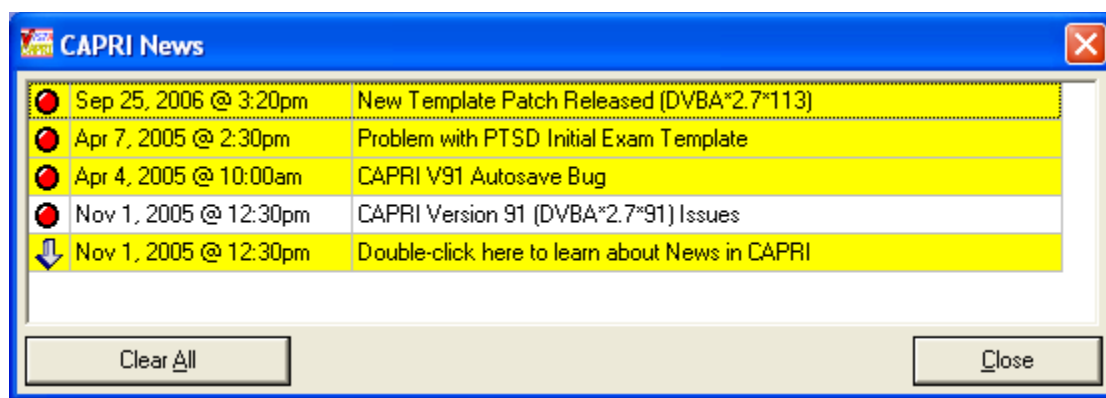 CAPRI News
Sep 25, 2006 @ 3:20pm New Template Patch Released (DVBA*2.7*113)
Apr 7, 2005 @ 2:30pm Problem with PTSD Initial Exam Template
Apr 4, 2005 @ 10:00am CAPRI V91 Autosave Bug
Nov 1, 2005 @ 12:30pm CAPRI Version 91 (DVBA*2.7*91) Issues
Nov 1, 2005 @ 12:30pm Double-click here to learn about News in CAPRI
Clear All Close